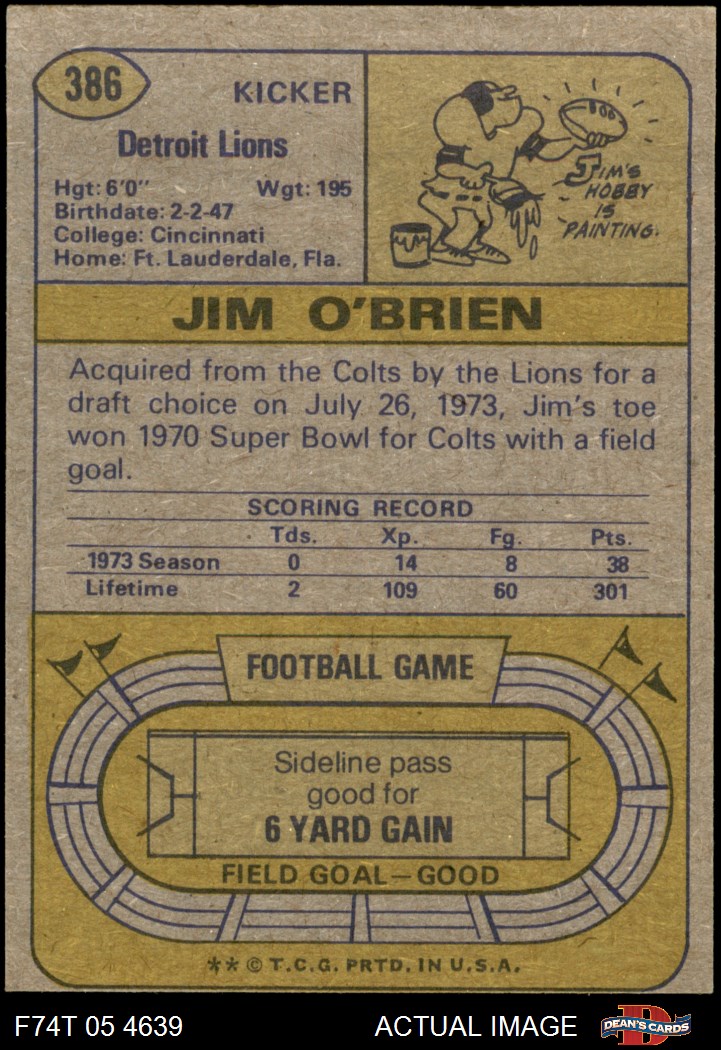 386
KICKER
Detroit Lions
Hgt: 6'0" Wgt: 195
Birthdate: 2-2-47
College: Cincinnati
Home: Ft. Lauderdale, Fla.
JIM'S
HOBBY
IS
PAINTING.
JIM O'BRIEN
Acquired from the Colts by the Lions for a
draft choice on July 26, 1973, Jim's toe
won 1970 Super Bowl for Colts with a field
goal.
SCORING RECORD
Tds. Xp. Fg. Pts.
1973 Season 0 14 8 38
Lifetime 2 109 60 301
FOOTBALL GAME
Sideline pass
good for
6 YARD GAIN
FIELD GOAL—GOOD
** © T.C.G. PRTD. IN U.S.A.
F74T 05 4639 ACTUAL IMAGE
D
DEAN'S CARDS